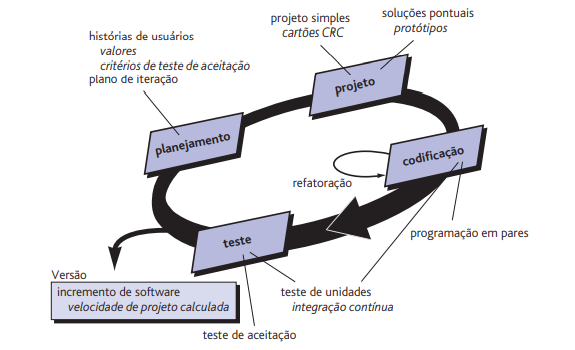 histórias de usuários
valores
critérios de teste de aceitação
plano de iteração
projeto simples
cartões CRC
soluções pontuais
protótipos
projeto
planejamento
codificação
refatoração
programação em pares
teste
teste de unidades
integração contínua
teste de aceitação
Versão
incremento de software
velocidade de projeto calculada